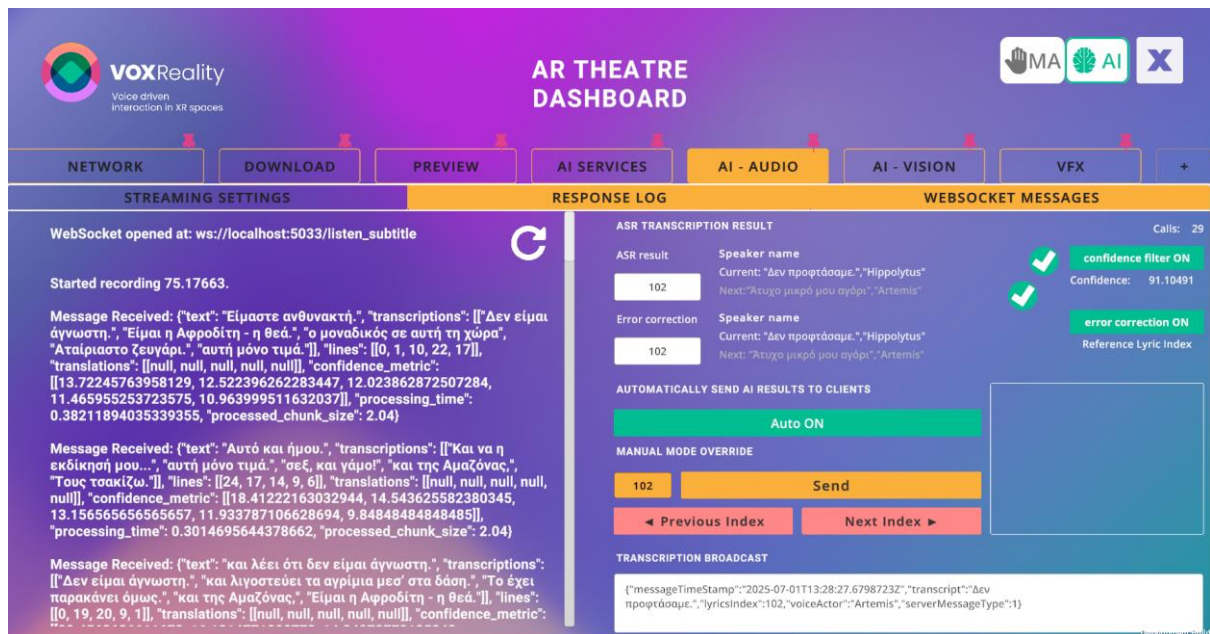 VOXReality
Voice driven
interaction in XR spaces
AR THEATRE
DASHBOARD
MA
AI
X
NETWORK
DOWNLOAD
PREVIEW
AI SERVICES
AI - AUDIO
AI - VISION
VFX
+
STREAMING SETTINGS
RESPONSE LOG
WEBSOCKET MESSAGES
WebSocket opened at: ws://localhost:5033/listen_subtitle
Started recording 75.17663.
Message Received: {"text": "Είμαστε ανθυνακτή.", "transcriptions": [["Δεν είμαι
άγνωστη.", "Είμαι η Αφροδίτη - η θεά.", "ο μοναδικός σε αυτή τη χώρα",
"Αταίριαστο ζευγάρι.", "αυτή μόνο τιμά."]], "lines": [[0, 1, 10, 22, 17]],
"translations": [[null, null, null, null, null]], "confidence_metric":
[[13.72245763958129, 12.522396262283447, 12.023862872507284,
11.465955253723575, 10.963999511632037]], "processing_time":
0.38211894035339355, "processed_chunk_size": 2.04}
Message Received: {"text": "Αυτό και ήμου.", "transcriptions": [["Και να η
εκδίκησή μου...", "αυτή μόνο τιμά.", "σεξ, και γάμο!", "και της Αμαζόνας,",
"Τους τσακίζω."]], "lines": [[24, 17, 14, 9, 6]], "translations": [[null, null, null, null,
null]], "confidence_metric": [[18.41222163032944, 14.543625582380345,
13.156565656565657, 11.933787106628694, 9.84848484848485]],
"processing_time": 0.3014695644378662, "processed_chunk_size": 2.04}
Message Received: {"text": "και λέει ότι δεν είμαι άγνωστη.", "transcriptions":
[["Δεν είμαι άγνωστη.", "και λιγοστεύει τα αγρίμια μεσ' στα δάση.", "Το έχει
παρακάνει όμως.", "και της Αμαζόνας,", "Είμαι η Αφροδίτη - η θεά."]], "lines":
[[0, 19, 20, 9, 1]], "translations": [[null, null, null, null, null]], "confidence_metric":
ASR TRANSCRIPTION RESULT
Calls: 29
ASR result
Speaker name
102
Current: "Δεν προφτάσαμε.","Hippolytus"
Next:"Άτυχο μικρό μου αγόρι","Artemis"
confidence filter ON
Confidence: 91.10491
Error correction
Speaker name
102
Current: "Δεν προφτάσαμε.","Hippolytus"
Next: "Άτυχο μικρό μου αγόρι","Artemis"
error correction ON
Reference Lyric Index
AUTOMATICALLY SEND AI RESULTS TO CLIENTS
Auto ON
MANUAL MODE OVERRIDE
102
Send
◄ Previous Index
Next Index ►
TRANSCRIPTION BROADCAST
{"messageTimeStamp":"2025-07-01T13:28:27.6798723Z","transcript":"Δεν
προφτάσαμε.","lyricsIndex":102,"voiceActor":"Artemis","serverMessageType":1}